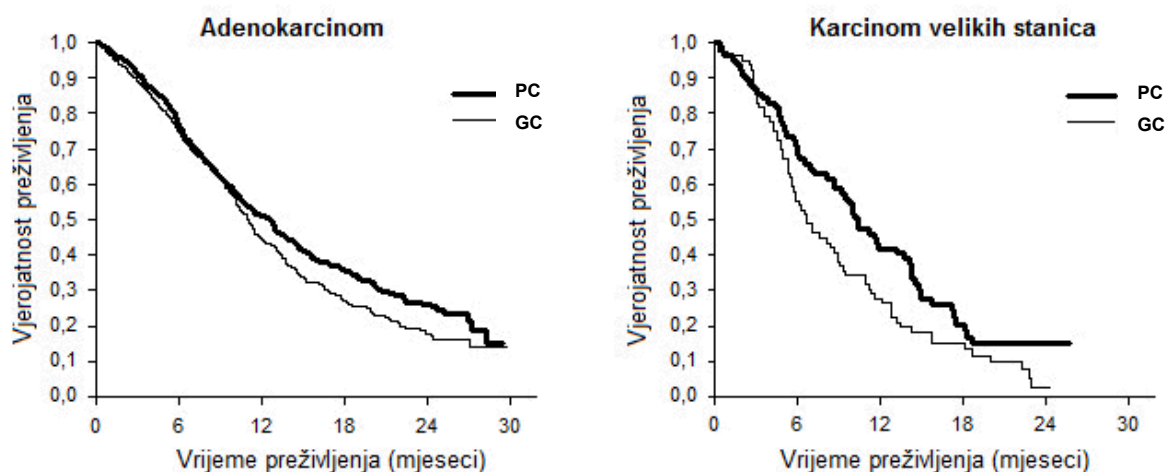 Adenokarcinom
Vjerojatnost preživljenja
1,0
0,9
0,8
0,7
0,6
0,5
0,4
0,3
0,2
0,1
0,0
PC
GC
0 6 12 18 24 30
Vrijeme preživljenja (mjeseci)
Karcinom velikih stanica
Vjerojatnost preživljenja
1,0
0,9
0,8
0,7
0,6
0,5
0,4
0,3
0,2
0,1
0,0
PC
GC
0 6 12 18 24 30
Vrijeme preživljenja (mjeseci)